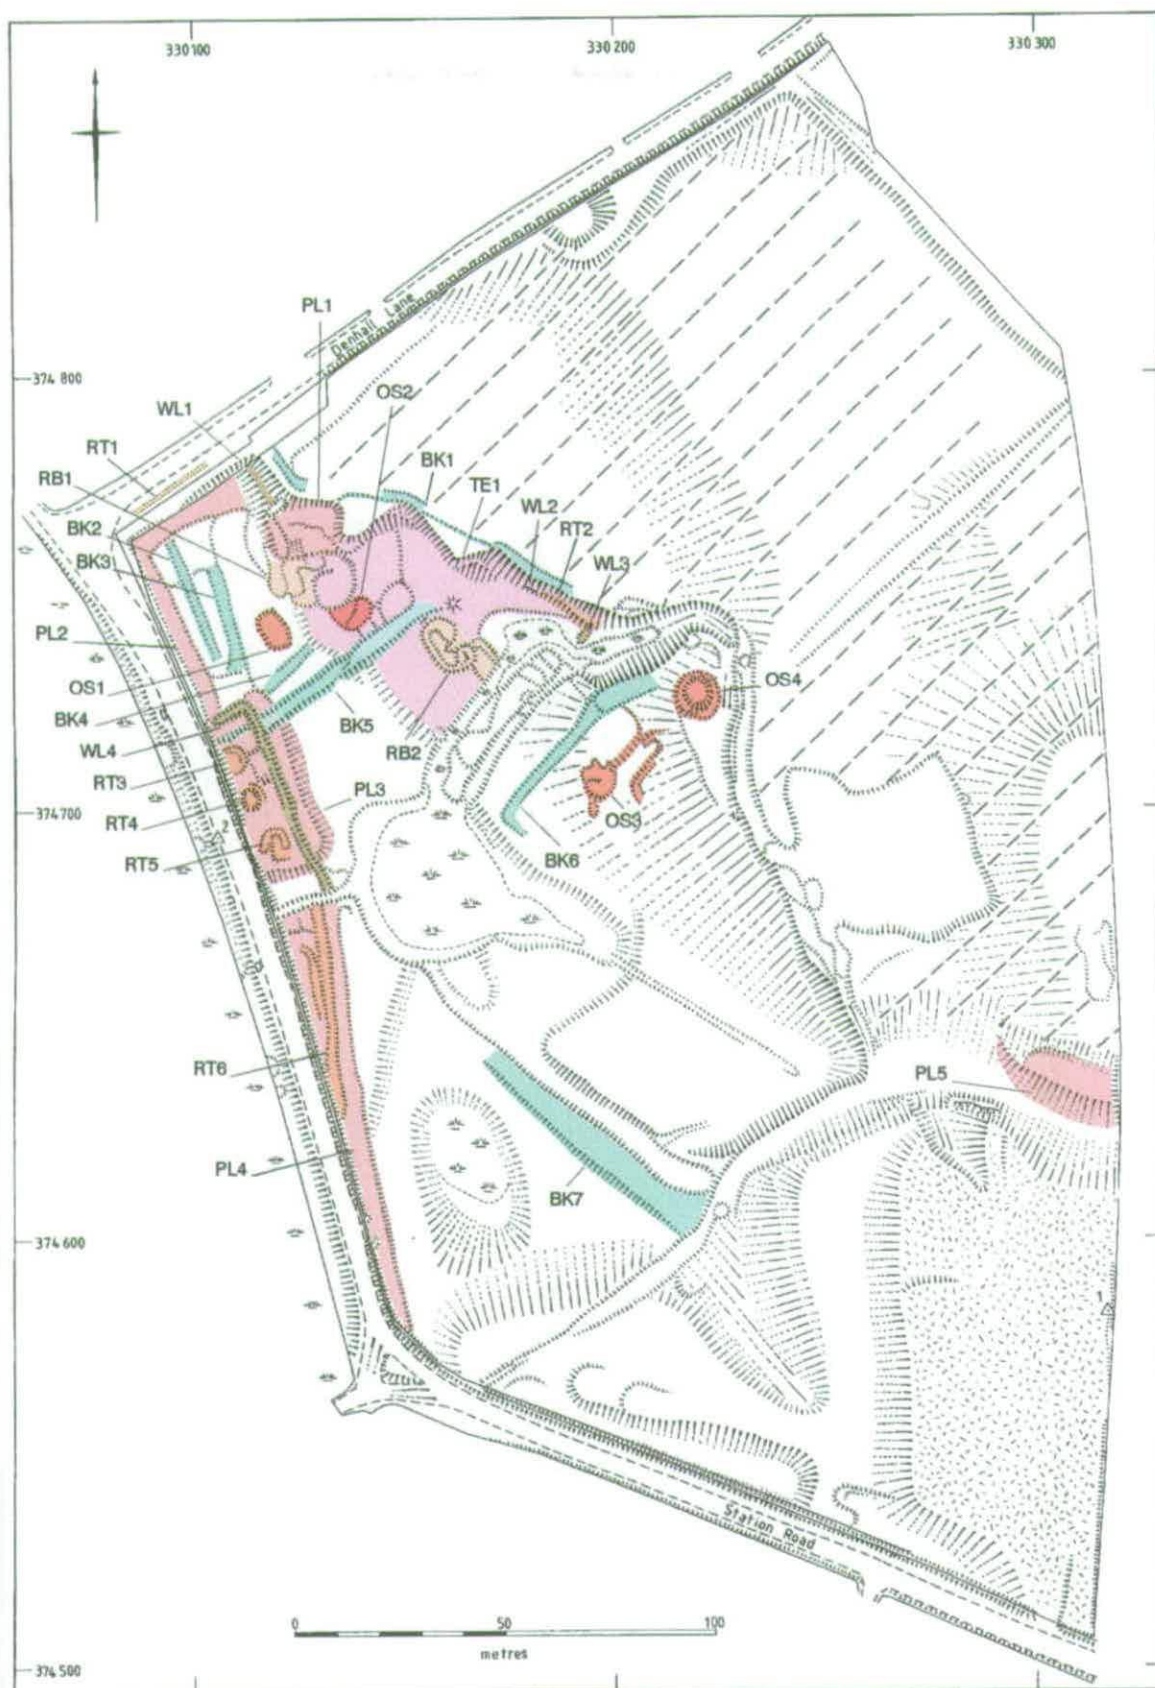 330 100
330 200
330 300
Denhall Lane
PL1
374 800
WL1
OS2
RT1
BK1
RB1
TE1
WL2
BK2
RT2
BK3
WL3
PL2
OS1
OS4
BK4
BK5
WL4
RB2
RT3
PL3
374 700
RT4
OS3
2
RT5
BK6
RT6
PL5
PL4
BK7
374 600
1
Station Road
0 50 100
metres
374 500